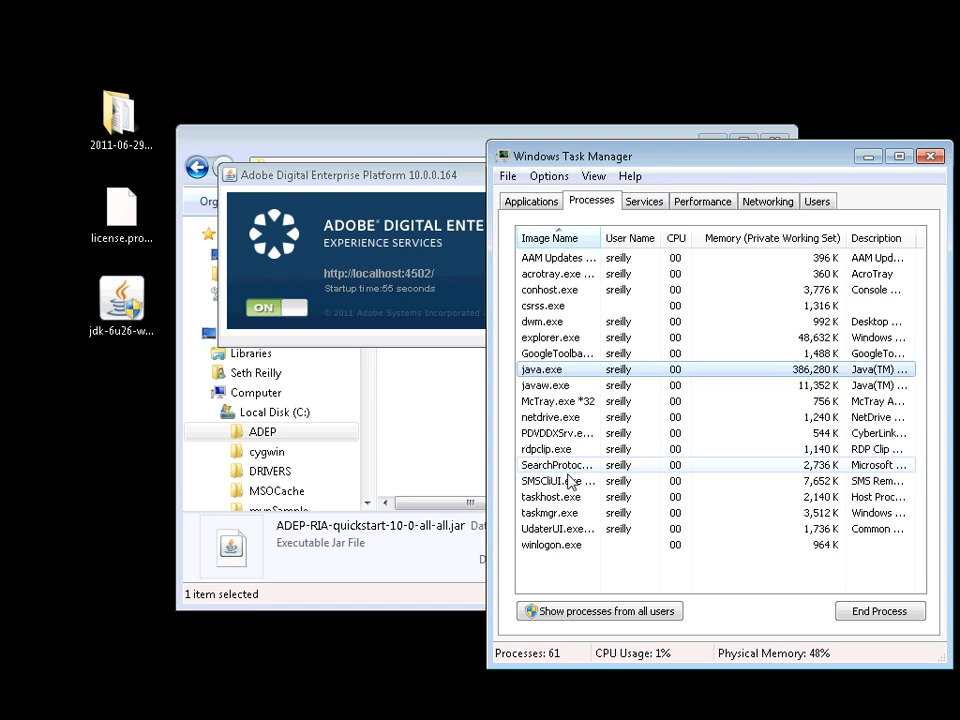 2011-06-29...
license.pro...
jdk-6u26-w...
Org
Libraries
Seth Reilly
Computer
Local Disk (C:)
ADEP
cygwin
DRIVERS
MSOCache
ADEP-RIA-quickstart-10-0-all-all.jar Dat
Executable Jar File
D
1 item selected
Adobe Digital Enterprise Platform 10.0.0.164
ADOBE® DIGITAL ENTE
EXPERIENCE SERVICES
http://localhost:4502/
Startup time:55 seconds
ON
© 2011 Adobe Systems Incorporated
Windows Task Manager
File Options View Help
Applications Processes Services Performance Networking Users
Image Name User Name CPU Memory (Private Working Set) Description
AAM Updates ... sreilly 00 396 K AAM Upd...
acrotray.exe ... sreilly 00 360 K AcroTray
conhost.exe sreilly 00 3,776 K Console ...
csrss.exe 00 1,316 K
dwm.exe sreilly 00 992 K Desktop ...
explorer.exe sreilly 00 48,632 K Windows ...
GoogleToolba... sreilly 00 1,488 K GoogleTo...
java.exe sreilly 00 386,280 K Java(TM) ...
javaw.exe sreilly 00 11,352 K Java(TM) ...
McTray.exe *32 sreilly 00 756 K McTray A...
netdrive.exe sreilly 00 1,240 K NetDrive ...
PDVDDXSrv.e... sreilly 00 544 K CyberLink...
rdpclip.exe sreilly 00 1,140 K RDP Clip ...
SearchProtoc... sreilly 00 2,736 K Microsoft ...
SMSCliUI.exe ... sreilly 00 7,652 K SMS Rem...
taskhost.exe sreilly 00 2,140 K Host Proc...
taskmgr.exe sreilly 00 3,512 K Windows ...
UdaterUI.exe... sreilly 00 1,736 K Common ...
winlogon.exe 00 964 K
Show processes from all users End Process
Processes: 61 CPU Usage: 1% Physical Memory: 48%